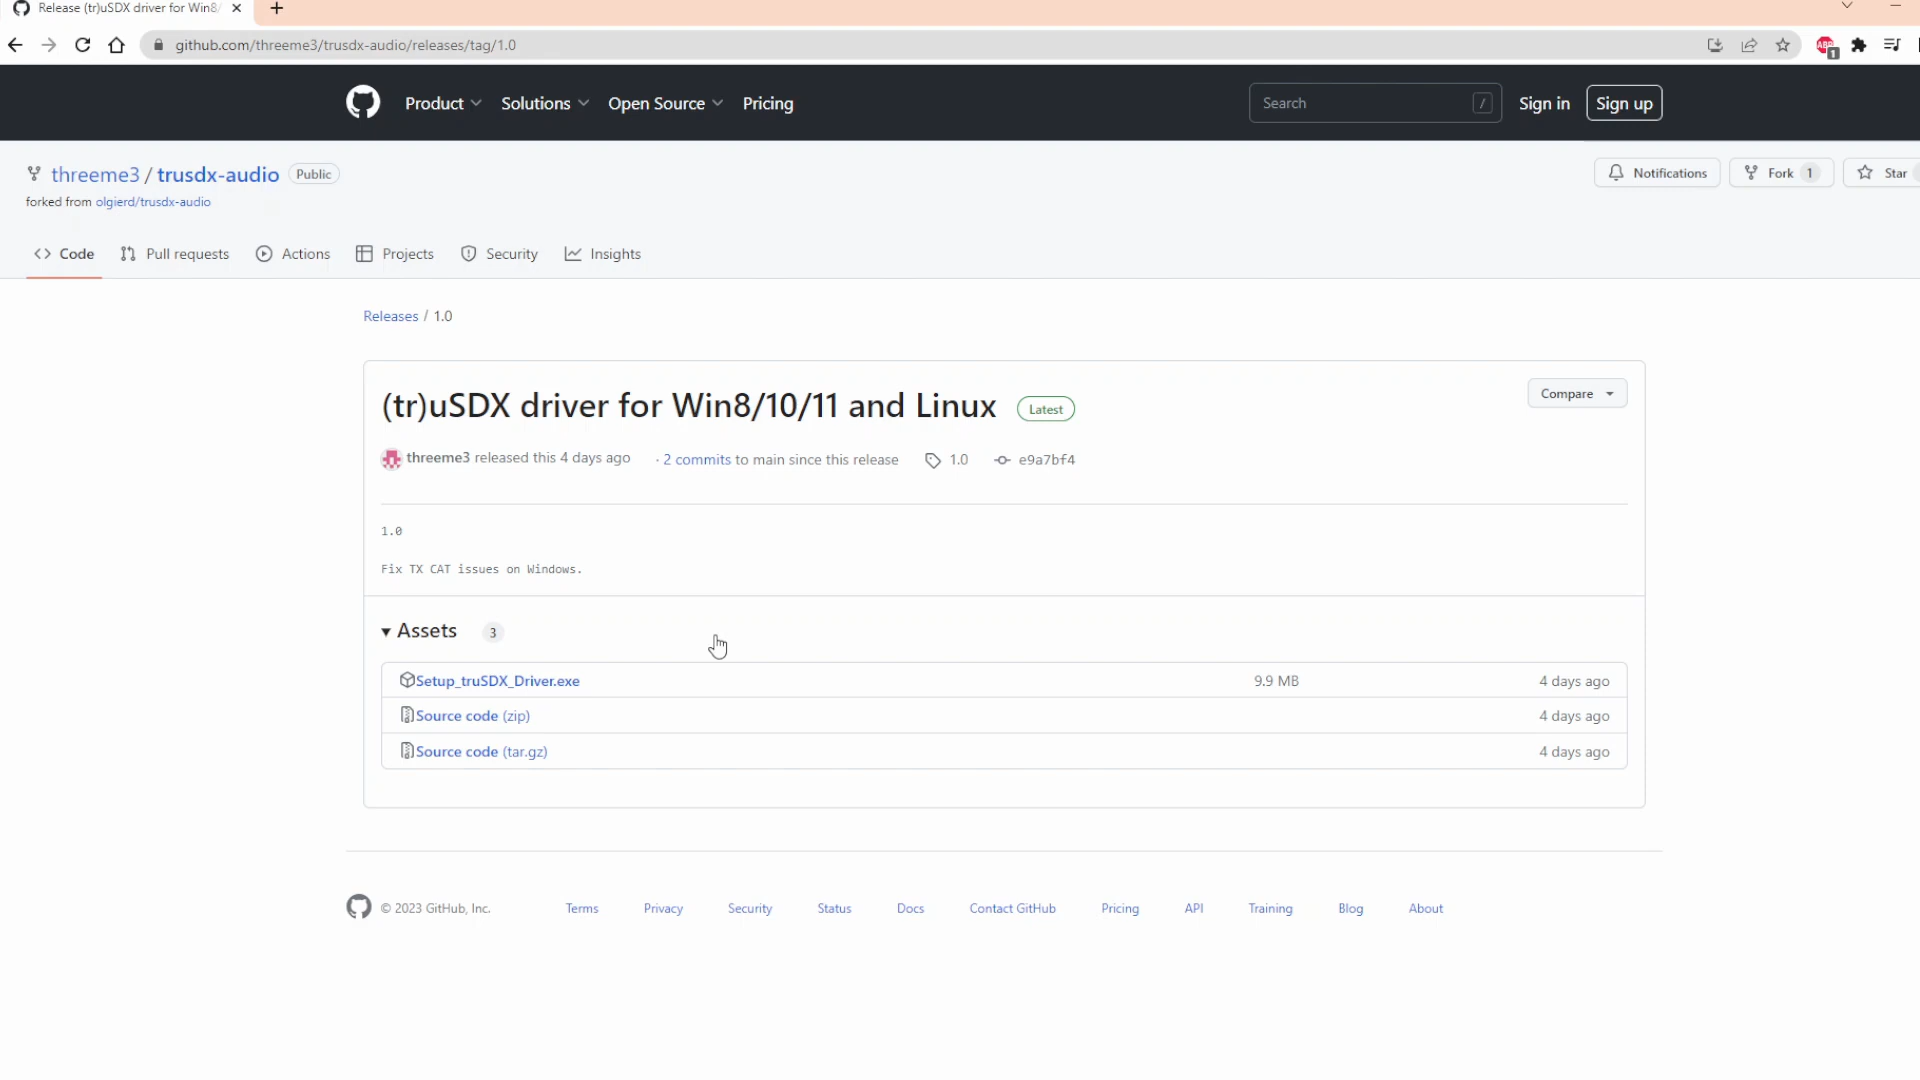 Release (tr)uSDX driver for Win8/
github.com/threeme3/trusdx-audio/releases/tag/1.0
ABP
1
Product
Solutions
Open Source
Pricing
Search
/
Sign in
Sign up
threeme3 / trusdx-audio
Public
Notifications
Fork 1
Star
forked from olgierd/trusdx-audio
Code
Pull requests
Actions
Projects
Security
Insights
Releases / 1.0
(tr)uSDX driver for Win8/10/11 and Linux
Latest
Compare
threeme3 released this 4 days ago
· 2 commits to main since this release
1.0
e9a7bf4
1.0
Fix TX CAT issues on Windows.
Assets 3
Setup_truSDX_Driver.exe
9.9 MB
4 days ago
Source code (zip)
4 days ago
Source code (tar.gz)
4 days ago
© 2023 GitHub, Inc.
Terms
Privacy
Security
Status
Docs
Contact GitHub
Pricing
API
Training
Blog
About